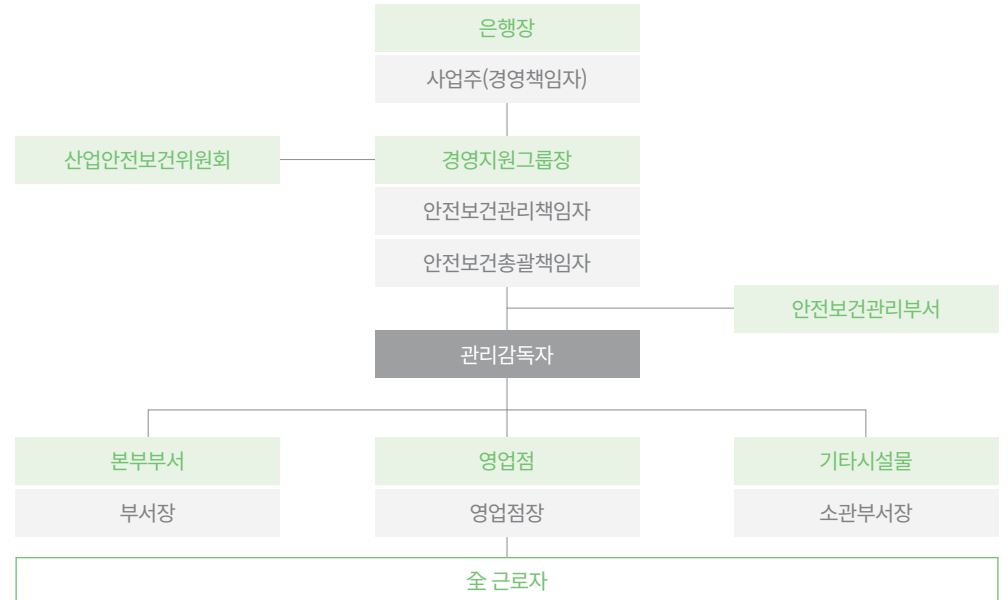 은행장
사업주(경영책임자)
산업안전보건위원회
경영지원그룹장
안전보건관리책임자
안전보건총괄책임자
안전보건관리부서
관리감독자
본부부서
영업점
기타시설물
부서장
영업점장
소관부서장
全 근로자